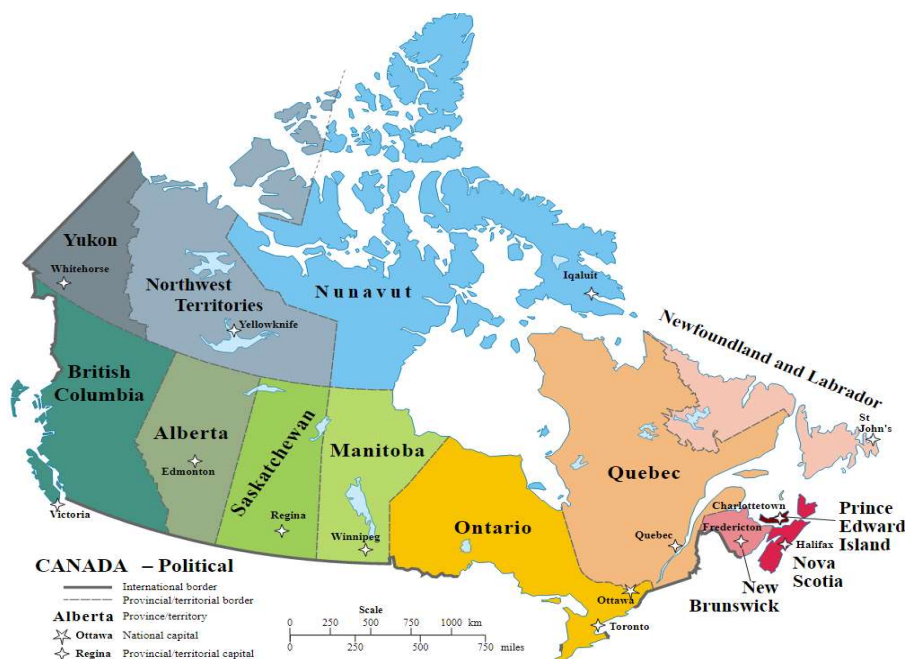 Yukon
Whitehorse
Northwest
Territories
Yellowknife
Nunavut
Iqaluit
British
Columbia
Victoria
Alberta
Edmonton
Saskatchewan
Regina
Manitoba
Winnipeg
Ontario
Ottawa
Toronto
Quebec
Quebec
Newfoundland and Labrador
St
John's
Charlottetown
Prince
Edward
Island
Fredericton
Halifax
Nova
Scotia
New
Brunswick
CANADA – Political
International border
Provincial/territorial border
Alberta Province/territory
Ottawa National capital
Regina Provincial/territorial capital
Scale
0 250 500 750 1000 km
0 250 500 750 miles